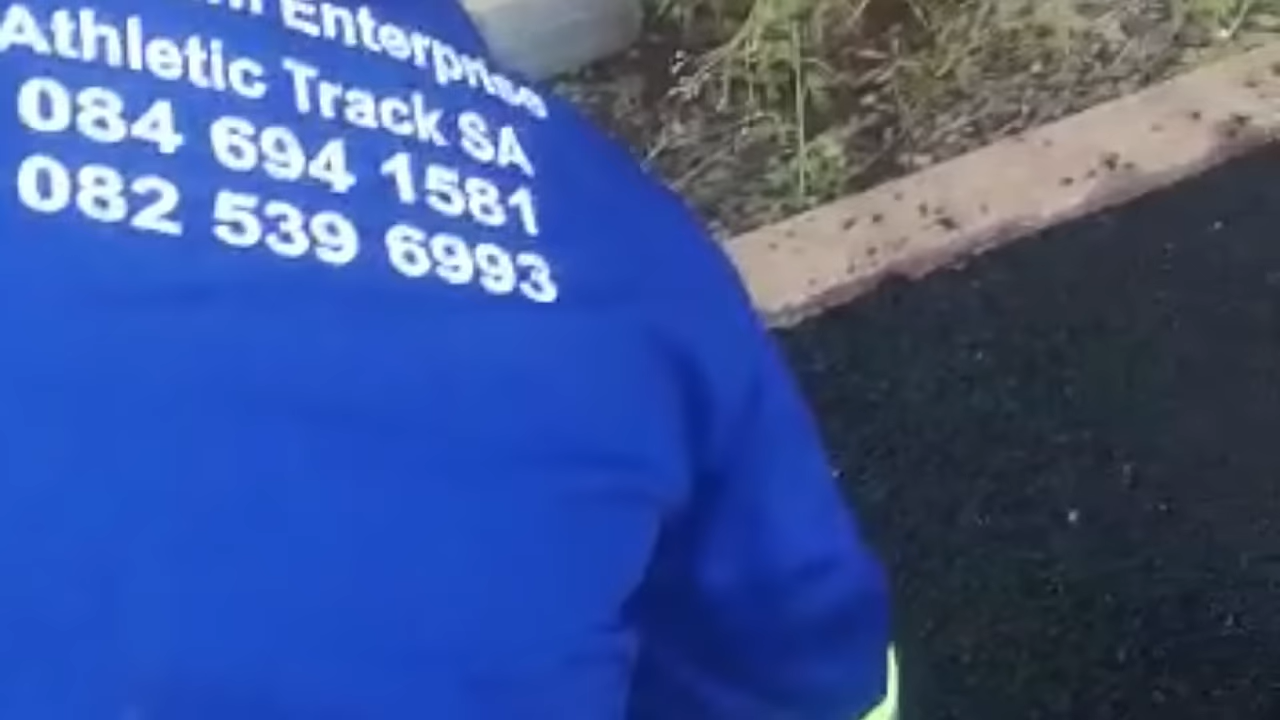 Enterprise
Athletic Track SA
084 694 1581
082 539 6993